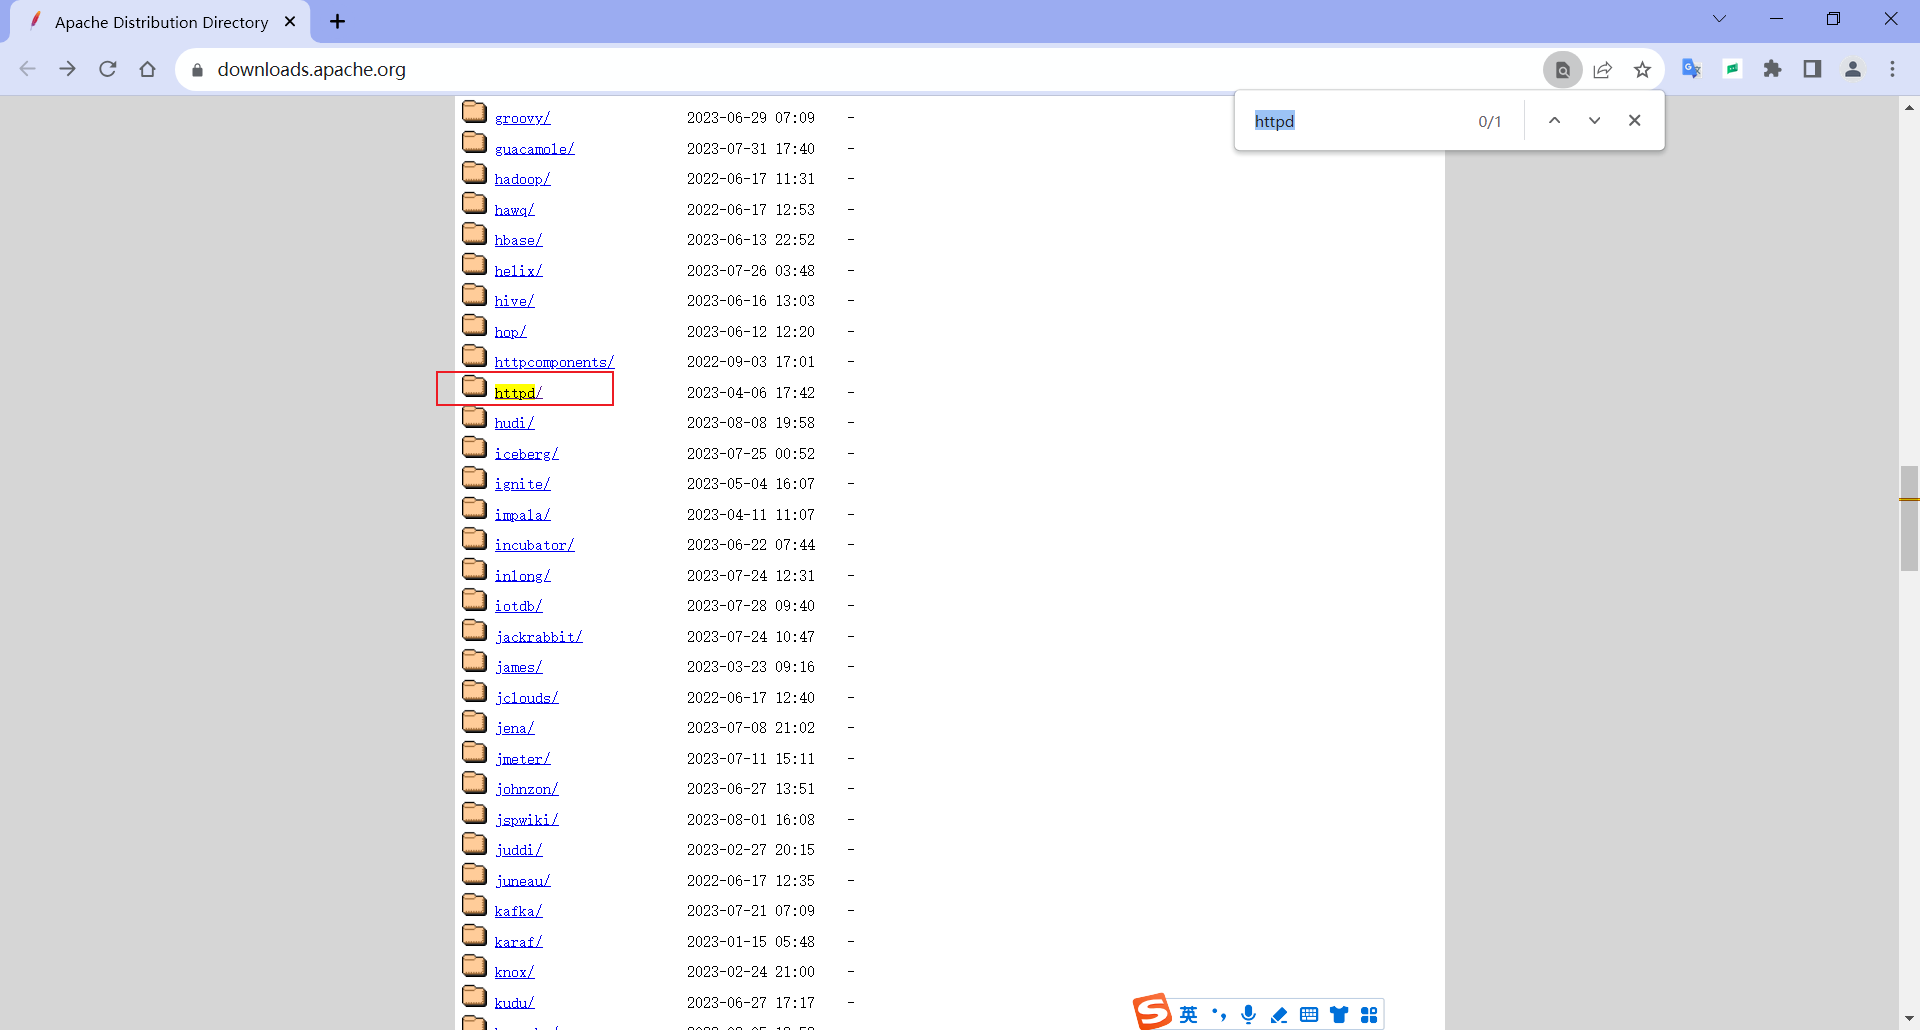 Apache Distribution Directory
downloads.apache.org
httpd 0/1
groovy/ 2023-06-29 07:09 -
guacamole/ 2023-07-31 17:40 -
hadoop/ 2022-06-17 11:31 -
hawq/ 2022-06-17 12:53 -
hbase/ 2023-06-13 22:52 -
helix/ 2023-07-26 03:48 -
hive/ 2023-06-16 13:03 -
hop/ 2023-06-12 12:20 -
httpcomponents/ 2022-09-03 17:01 -
httpd/ 2023-04-06 17:42 -
hudi/ 2023-08-08 19:58 -
iceberg/ 2023-07-25 00:52 -
ignite/ 2023-05-04 16:07 -
impala/ 2023-04-11 11:07 -
incubator/ 2023-06-22 07:44 -
inlong/ 2023-07-24 12:31 -
iotdb/ 2023-07-28 09:40 -
jackrabbit/ 2023-07-24 10:47 -
james/ 2023-03-23 09:16 -
jclouds/ 2022-06-17 12:40 -
jena/ 2023-07-08 21:02 -
jmeter/ 2023-07-11 15:11 -
johnzon/ 2023-06-27 13:51 -
jspwiki/ 2023-08-01 16:08 -
juddi/ 2023-02-27 20:15 -
juneau/ 2022-06-17 12:35 -
kafka/ 2023-07-21 07:09 -
karaf/ 2023-01-15 05:48 -
knox/ 2023-02-24 21:00 -
kudu/ 2023-06-27 17:17 -
英